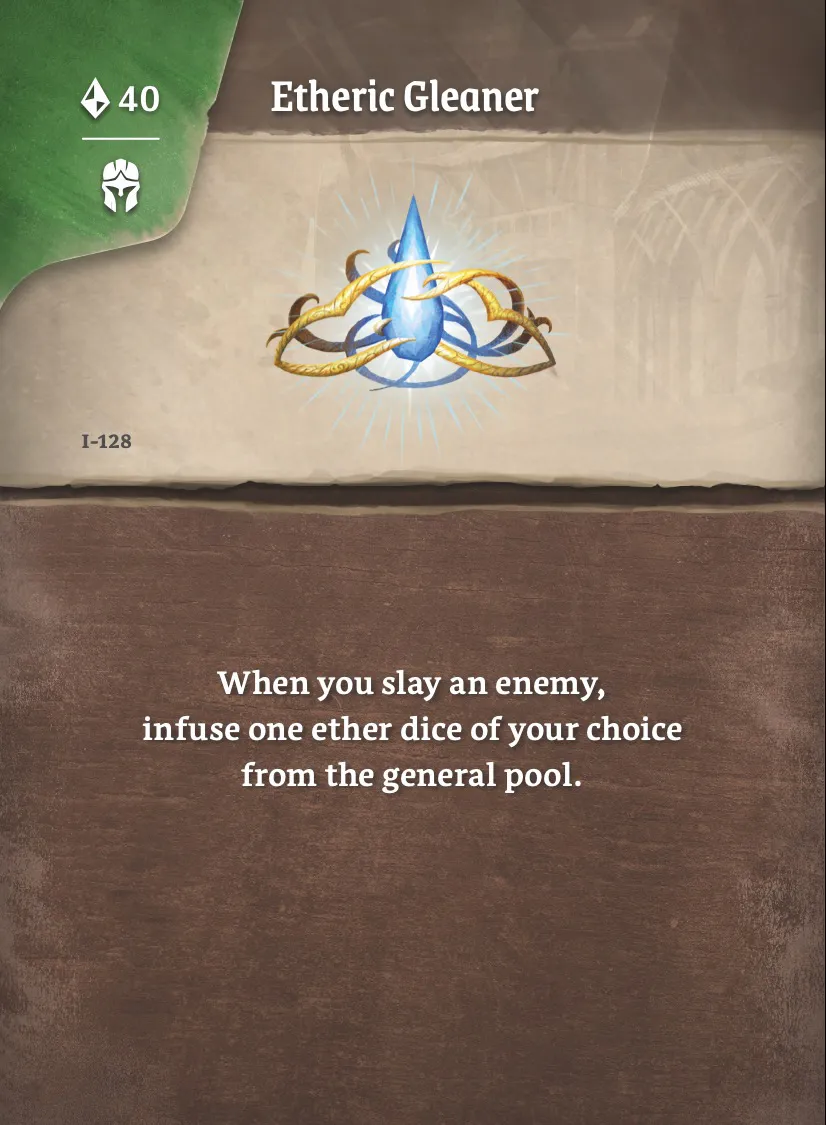 40
Etheric Gleaner
I-128
When you slay an enemy,
infuse one ether dice of your choice
from the general pool.